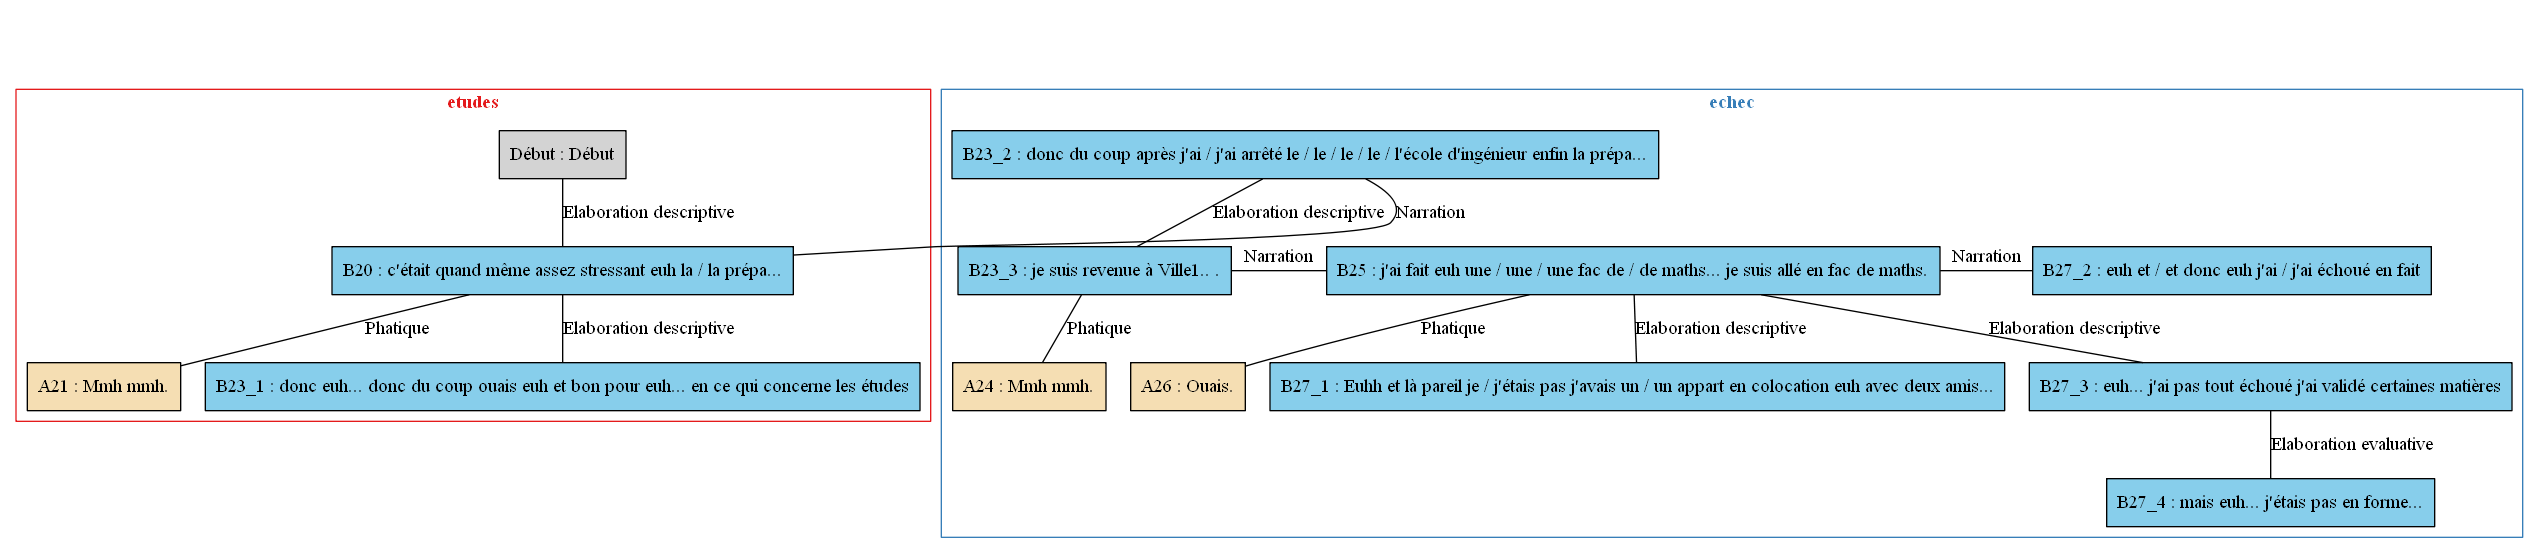 etudes
echec
Début : Début
B23_2 : donc du coup après j'ai / j'ai arrêté le / le / le / le / l'école d'ingénieur enfin la prépa...
Elaboration descriptive
Elaboration descriptive
Narration
B20 : c'était quand même assez stressant euh la / la prépa...
B23_3 : je suis revenue à Ville1.. .
Narration
B25 : j'ai fait euh une / une / une fac de / de maths... je suis allé en fac de maths.
Narration
B27_2 : euh et / et donc euh j'ai / j'ai échoué en fait
Phatique
Elaboration descriptive
Phatique
Phatique
Elaboration descriptive
Elaboration descriptive
A21 : Mmh mmh.
B23_1 : donc euh... donc du coup ouais euh et bon pour euh... en ce qui concerne les études
A24 : Mmh mmh.
A26 : Ouais.
B27_1 : Euhh et là pareil je / j'étais pas j'avais un / un appart en colocation euh avec deux amis...
B27_3 : euh... j'ai pas tout échoué j'ai validé certaines matières
Elaboration evaluative
B27_4 : mais euh... j'étais pas en forme...